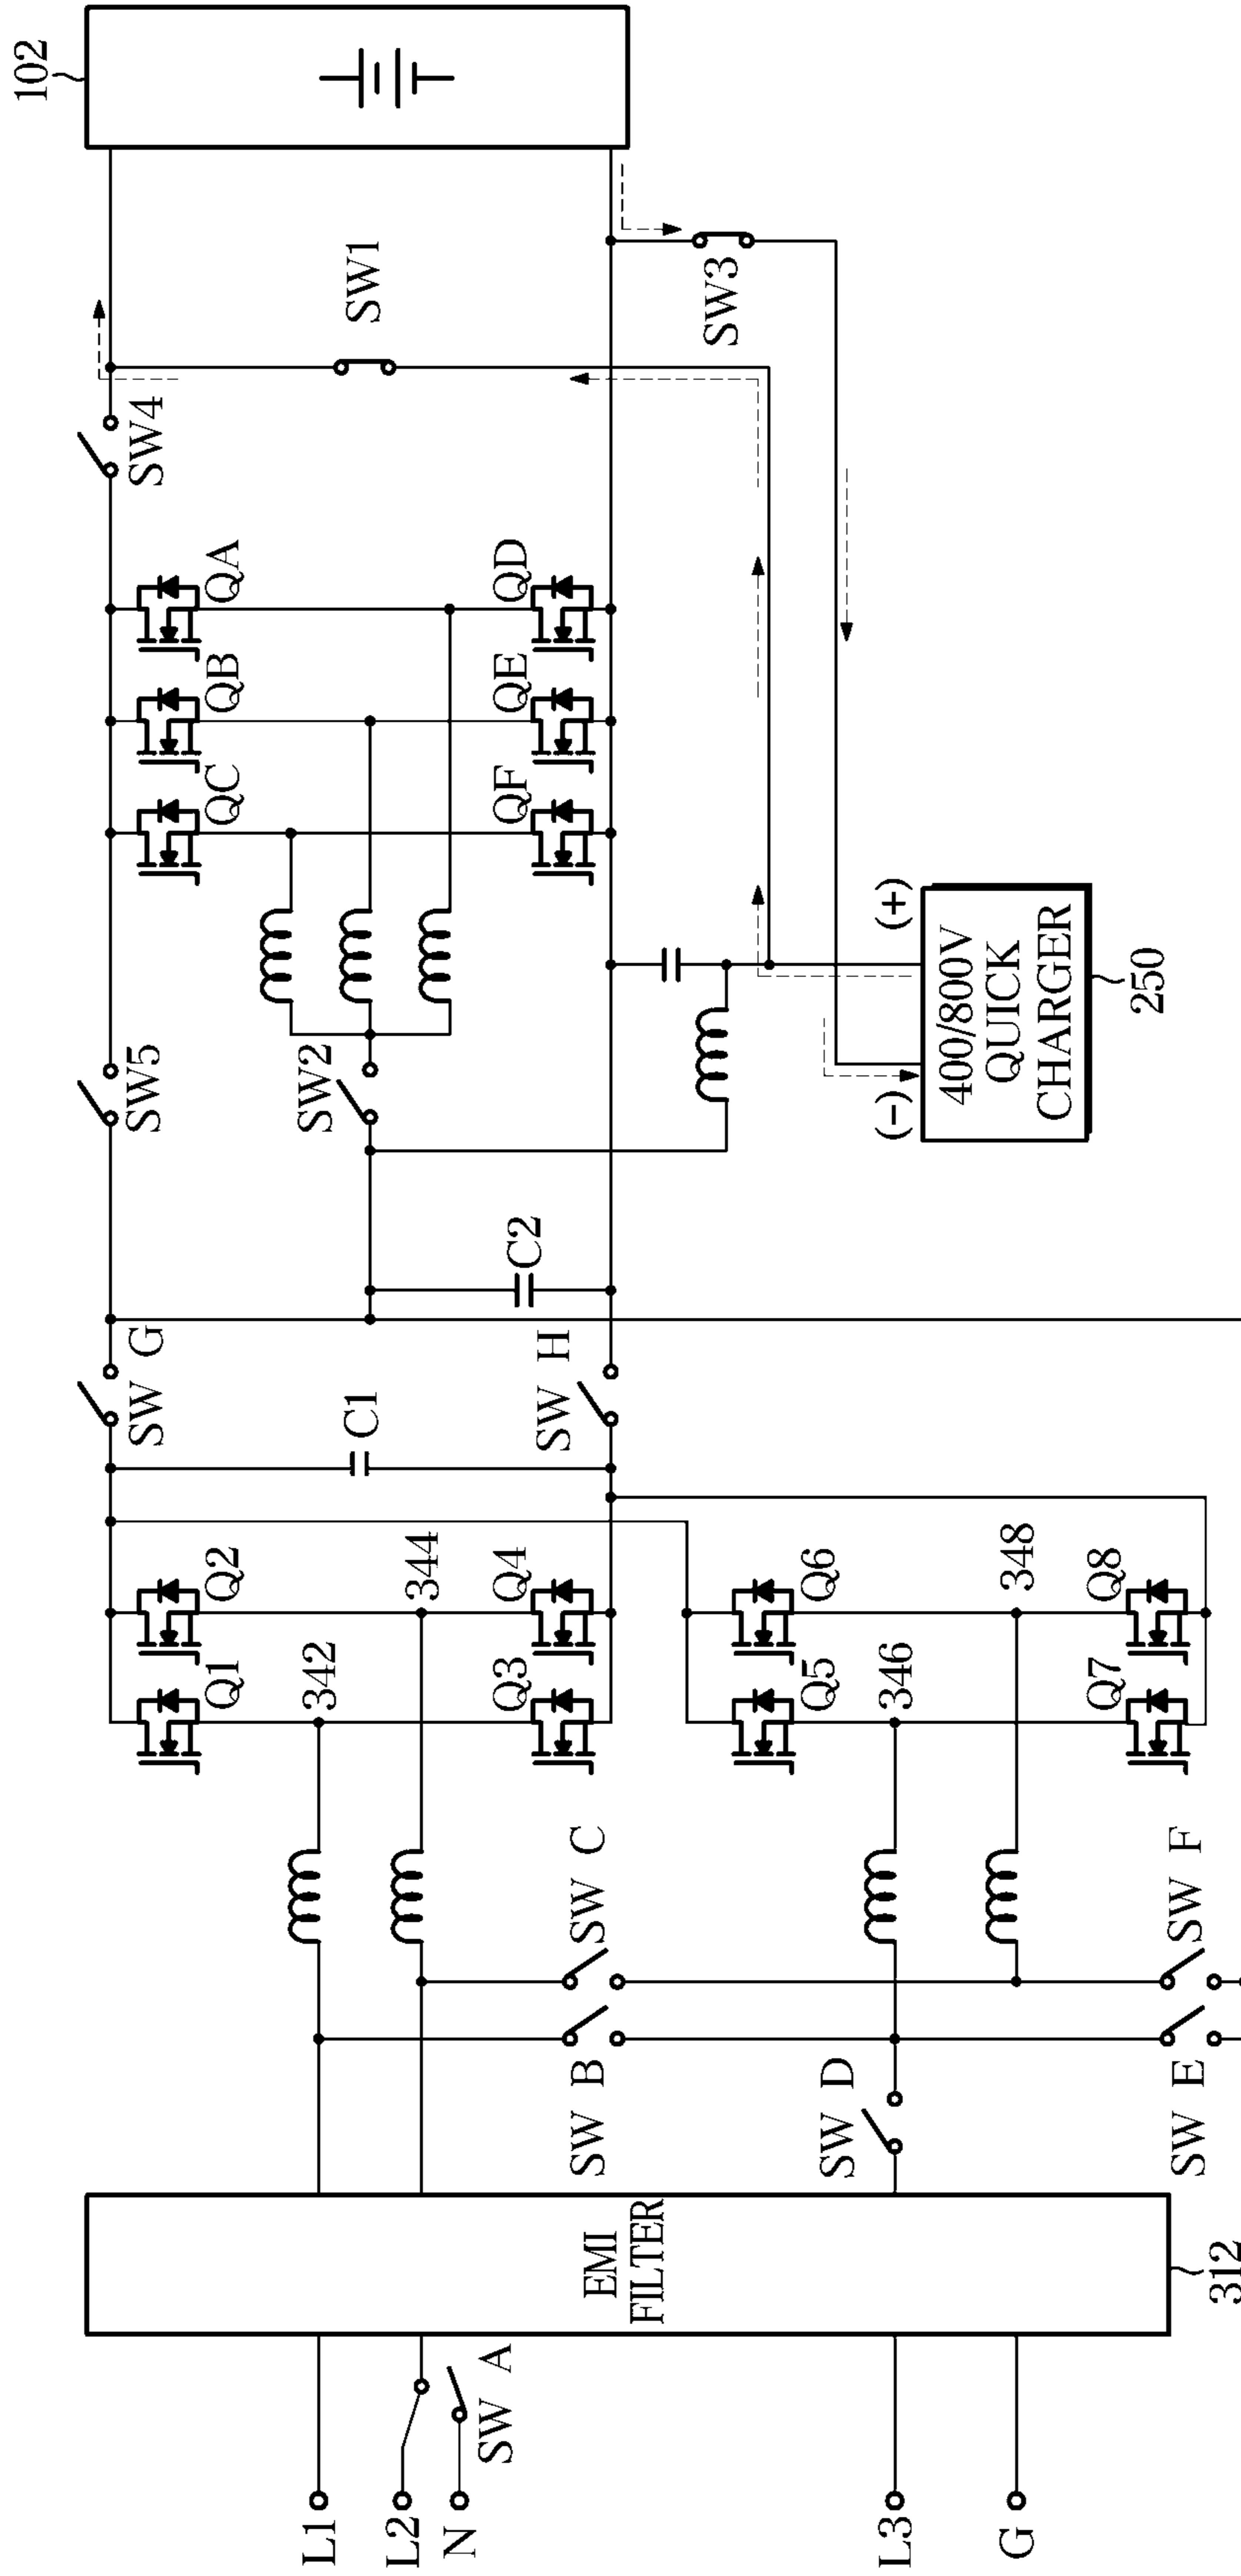 102
SW1
SW3
SW4
QA
QB
QC
QD
QE
QF
SW5
SW2
(+)
(-)
400/800V
QUICK
CHARGER
250
C2
SW G
SW H
C1
Q2
Q1
344
342
Q4
Q3
Q6
Q5
348
346
Q8
Q7
SW C
SW B
SW D
SW F
SW E
EMI
FILTER
312
SW A
L1
L2
N
L3
G